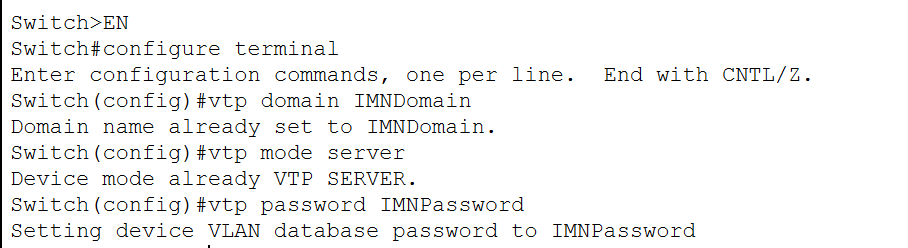 Switch>EN
Switch#configure terminal
Enter configuration commands, one per line.  End with CNTL/Z.
Switch(config)#vtp domain IMNDomain
Domain name already set to IMNDomain.
Switch(config)#vtp mode server
Device mode already VTP SERVER.
Switch(config)#vtp password IMNPassword
Setting device VLAN database password to IMNPassword